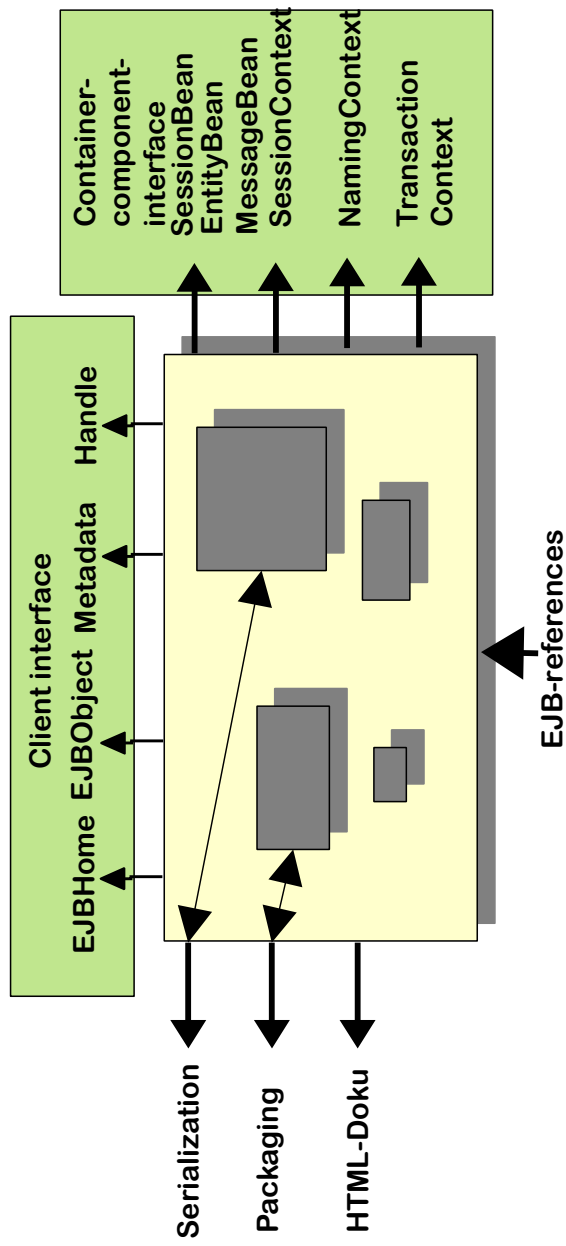 Client interface
EJBHome EJBObject Metadata Handle
Container-
component-
interface
SessionBean
EntityBean
MessageBean
SessionContext
NamingContext
Transaction
Context
Serialization
Packaging
HTML-Doku
EJB-references